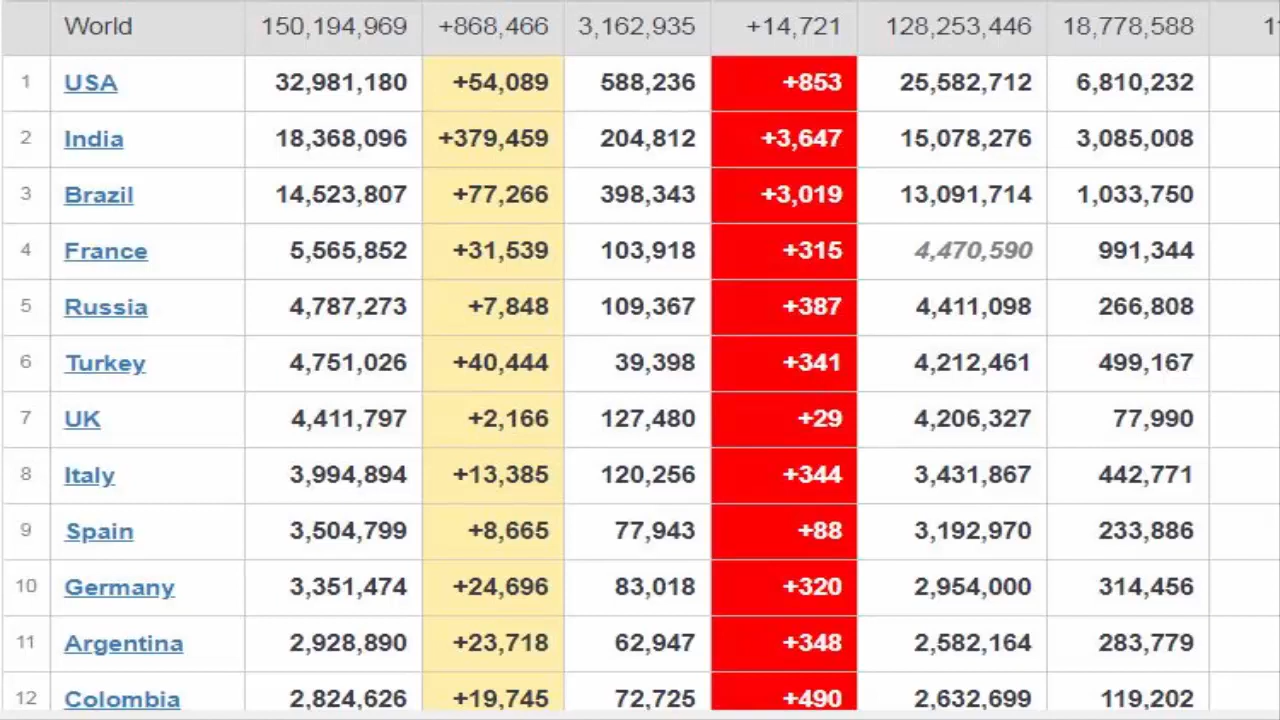 World 150,194,969 +868,466 3,162,935 +14,721 128,253,446 18,778,588 1
1 USA 32,981,180 +54,089 588,236 +853 25,582,712 6,810,232
2 India 18,368,096 +379,459 204,812 +3,647 15,078,276 3,085,008
3 Brazil 14,523,807 +77,266 398,343 +3,019 13,091,714 1,033,750
4 France 5,565,852 +31,539 103,918 +315 4,470,590 991,344
5 Russia 4,787,273 +7,848 109,367 +387 4,411,098 266,808
6 Turkey 4,751,026 +40,444 39,398 +341 4,212,461 499,167
7 UK 4,411,797 +2,166 127,480 +29 4,206,327 77,990
8 Italy 3,994,894 +13,385 120,256 +344 3,431,867 442,771
9 Spain 3,504,799 +8,665 77,943 +88 3,192,970 233,886
10 Germany 3,351,474 +24,696 83,018 +320 2,954,000 314,456
11 Argentina 2,928,890 +23,718 62,947 +348 2,582,164 283,779
12 Colombia 2,824,626 +19,745 72,725 +490 2,632,699 119,202